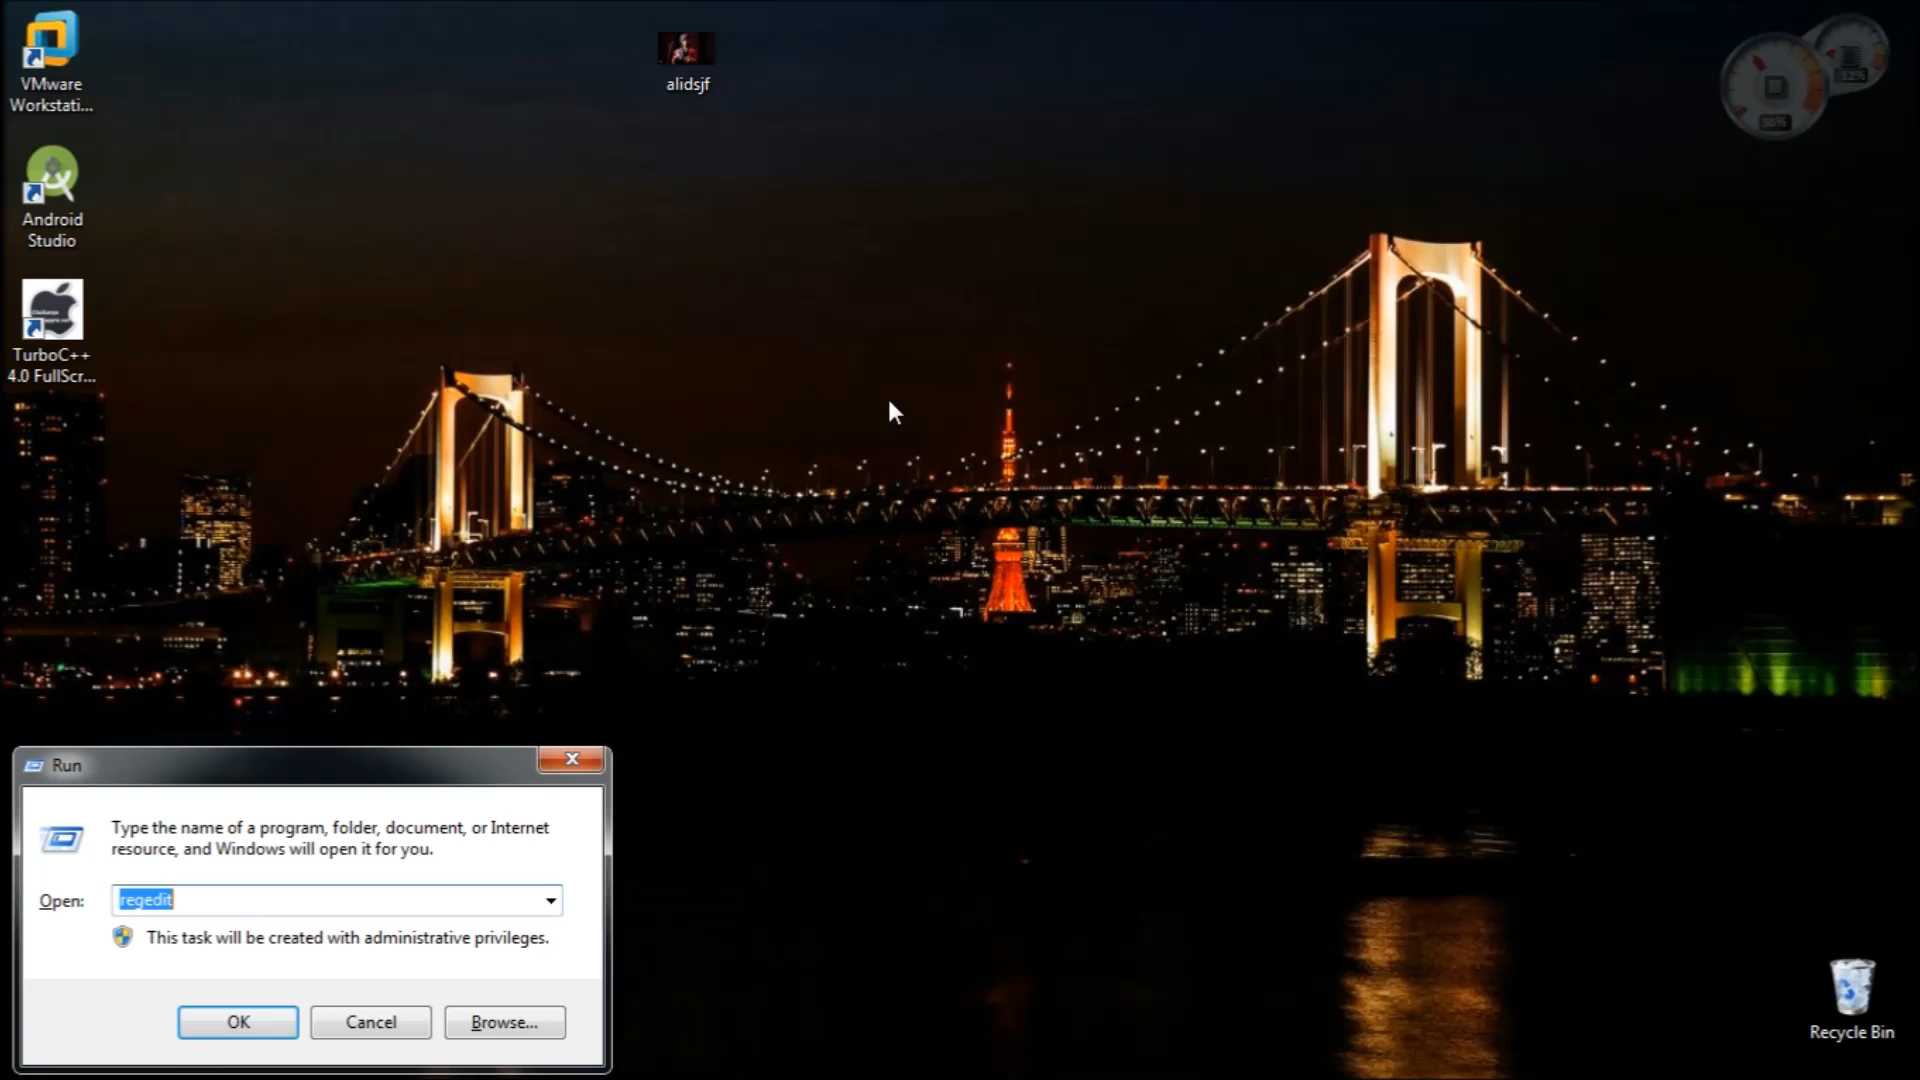 VMware
Workstati...
Android
Studio
TurboC++
4.0 FullScr...
alidsjf
12%
Run
Type the name of a program, folder, document, or Internet
resource, and Windows will open it for you.
Open:
regedit
This task will be created with administrative privileges.
OK
Cancel
Browse...
Recycle Bin